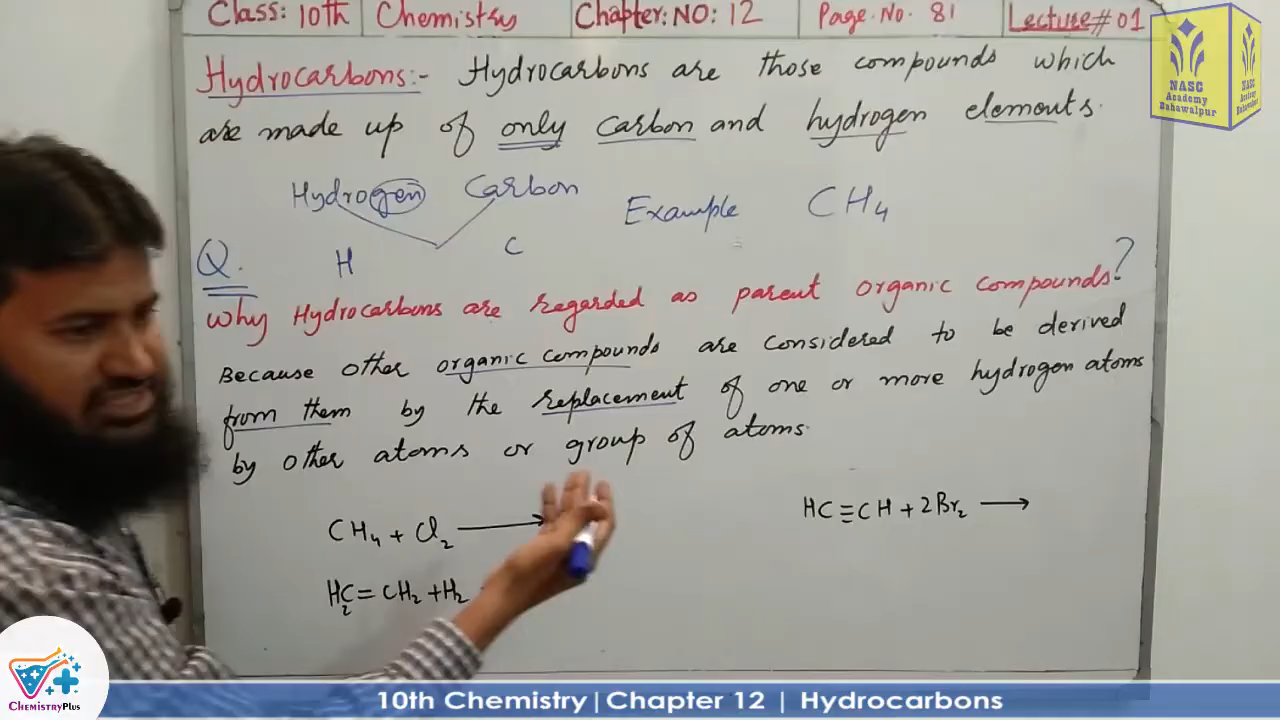 Class: 10th Chemistry Chapter: NO: 12 Page. No. 81 Lecture# 01
Hydrocarbons:- Hydrocarbons are those compounds which
are made up of only carbon and hydrogen elements.
Hydrogen Carbon Example CH4
H C
Q.
Why Hydrocarbons are regarded as parent organic compounds?
Because other organic compounds are considered to be derived
from them by the replacement of one or more hydrogen atoms
by other atoms or group of atoms.
CH4 + Cl2 ⟶
HC≡CH + 2Br2 ⟶
H2C = CH2 + H2
NASC
Academy
Bahawalpur
NASC
Academy
Bahawalpur
ChemistryPlus
10th Chemistry | Chapter 12 | Hydrocarbons